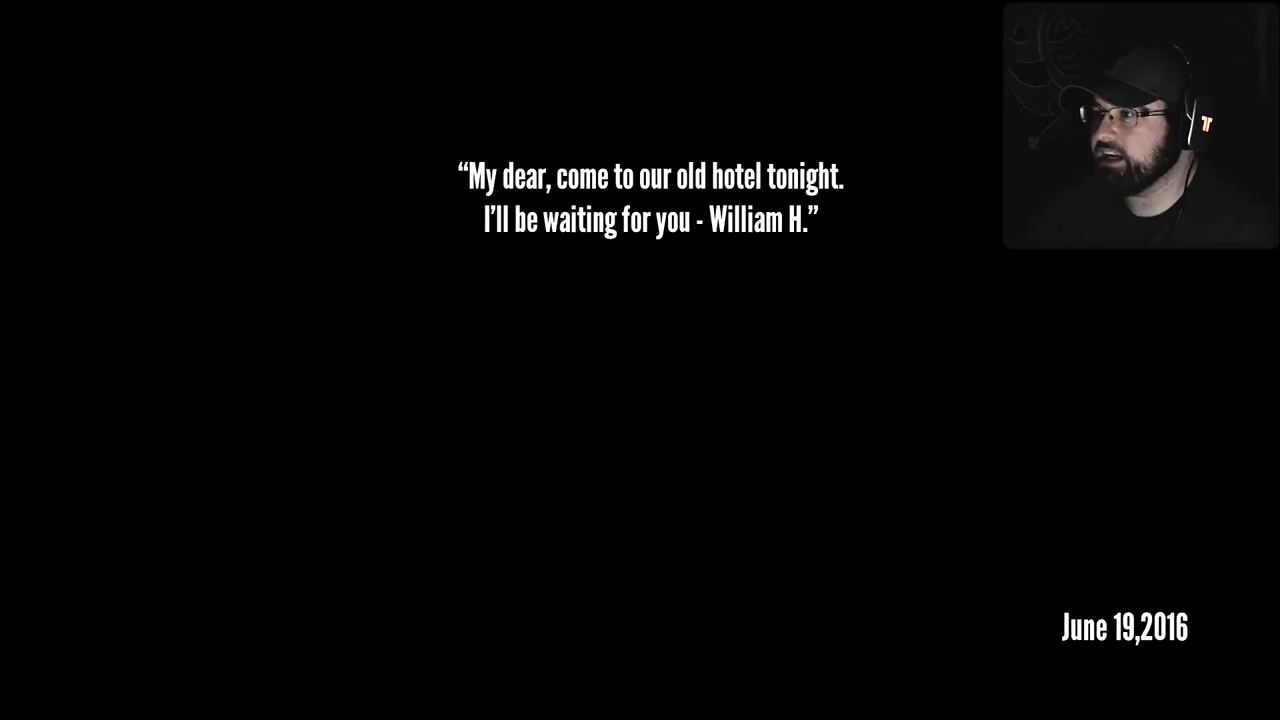 “My dear, come to our old hotel tonight.
I’ll be waiting for you - William H.”
June 19,2016